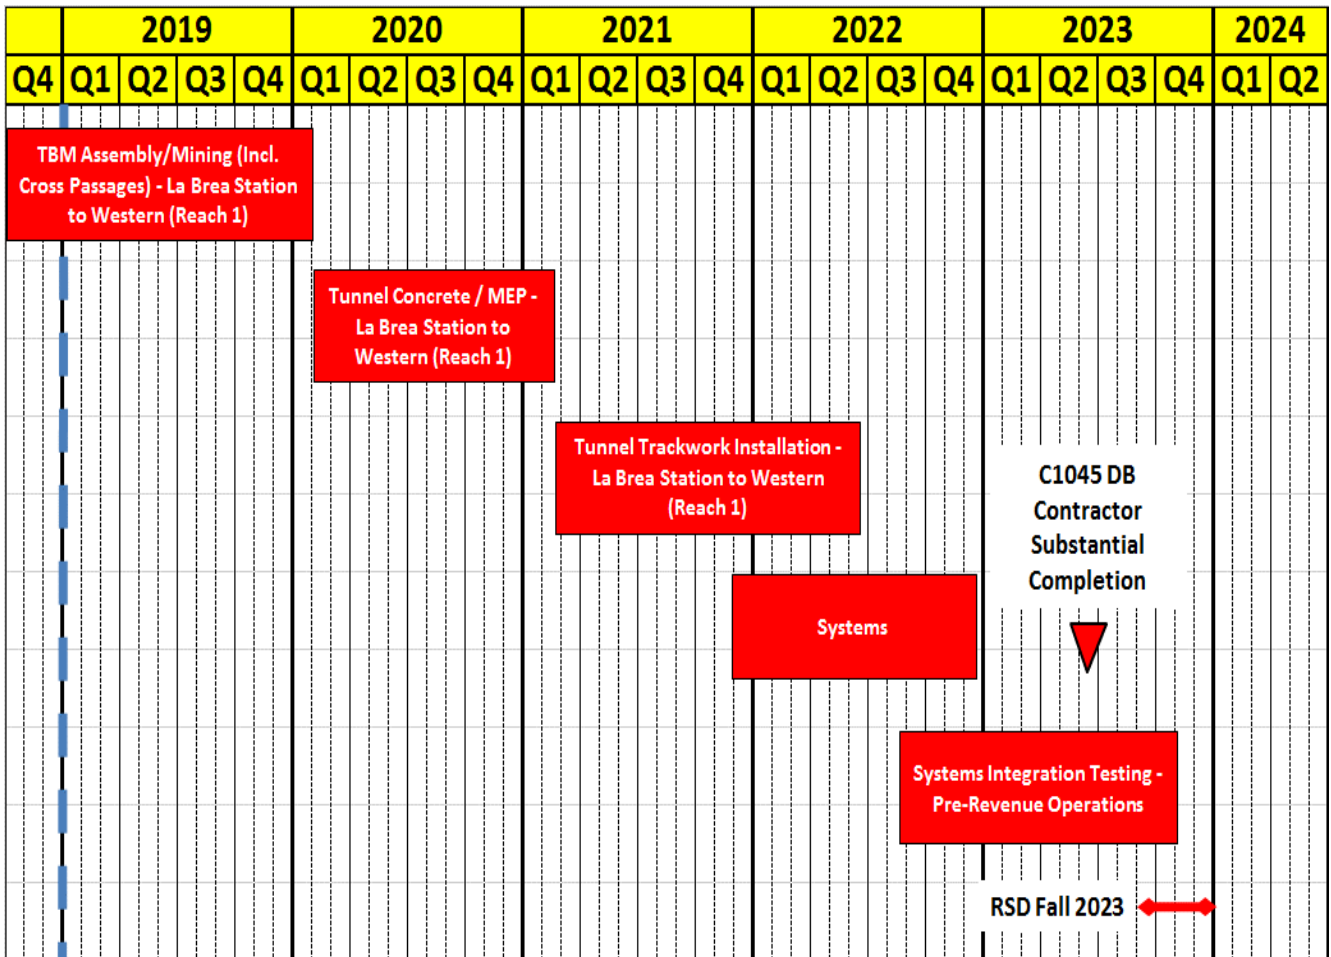 2019 2020 2021 2022 2023 2024
Q4 Q1 Q2 Q3 Q4 Q1 Q2 Q3 Q4 Q1 Q2 Q3 Q4 Q1 Q2 Q3 Q4 Q1 Q2 Q3 Q4 Q1 Q2
TBM Assembly/Mining (Incl.
Cross Passages) - La Brea Station
to Western (Reach 1)
Tunnel Concrete / MEP -
La Brea Station to
Western (Reach 1)
Tunnel Trackwork Installation -
La Brea Station to Western
(Reach 1)
C1045 DB
Contractor
Substantial
Completion
Systems
Systems Integration Testing -
Pre-Revenue Operations
RSD Fall 2023